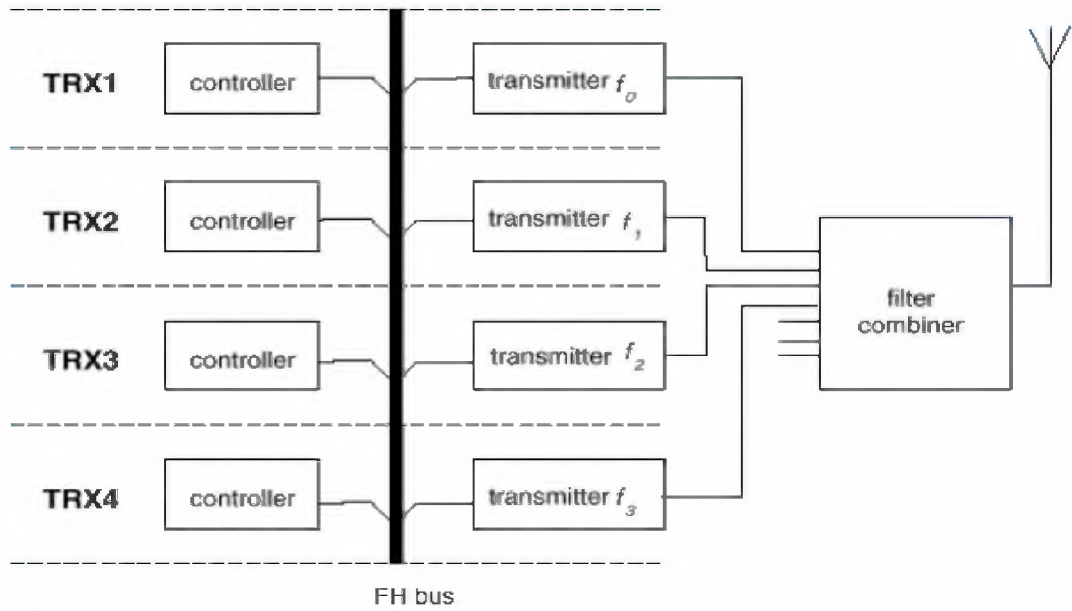 TRX1 controller transmitter f₀
TRX2 controller transmitter f₁
TRX3 controller transmitter f₂
TRX4 controller transmitter f₃
filter
combiner
FH bus